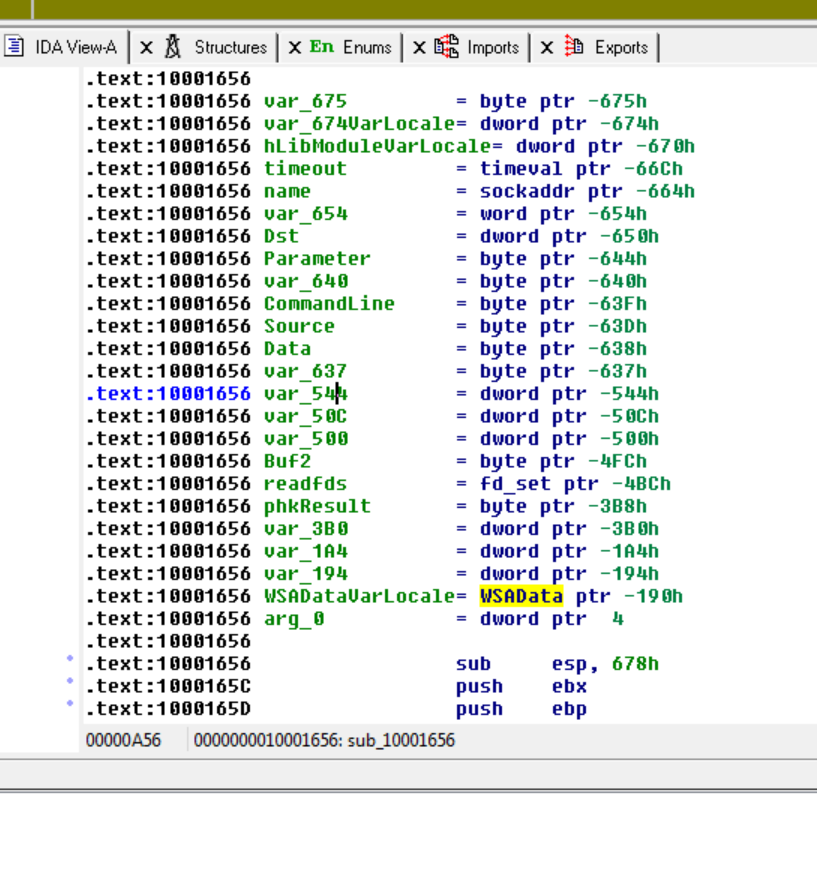 IDA View-A Structures En Enums Imports Exports
.text:10001656
.text:10001656 var_675 = byte ptr -675h
.text:10001656 var_674VarLocale= dword ptr -674h
.text:10001656 hLibModuleVarLocale= dword ptr -670h
.text:10001656 timeout = timeval ptr -66Ch
.text:10001656 name = sockaddr ptr -664h
.text:10001656 var_654 = word ptr -654h
.text:10001656 Dst = dword ptr -650h
.text:10001656 Parameter = byte ptr -644h
.text:10001656 var_640 = byte ptr -640h
.text:10001656 CommandLine = byte ptr -63Fh
.text:10001656 Source = byte ptr -63Dh
.text:10001656 Data = byte ptr -638h
.text:10001656 var_637 = byte ptr -637h
.text:10001656 var_544 = dword ptr -544h
.text:10001656 var_50C = dword ptr -50Ch
.text:10001656 var_500 = dword ptr -500h
.text:10001656 Buf2 = byte ptr -4FCh
.text:10001656 readfds = fd_set ptr -4BCh
.text:10001656 phkResult = byte ptr -3B8h
.text:10001656 var_3B0 = dword ptr -3B0h
.text:10001656 var_1A4 = dword ptr -1A4h
.text:10001656 var_194 = dword ptr -194h
.text:10001656 WSADataVarLocale= WSAData ptr -190h
.text:10001656 arg_0 = dword ptr 4
.text:10001656
.text:10001656 sub esp, 678h
.text:1000165C push ebx
.text:1000165D push ebp
00000A56 0000000010001656: sub_10001656